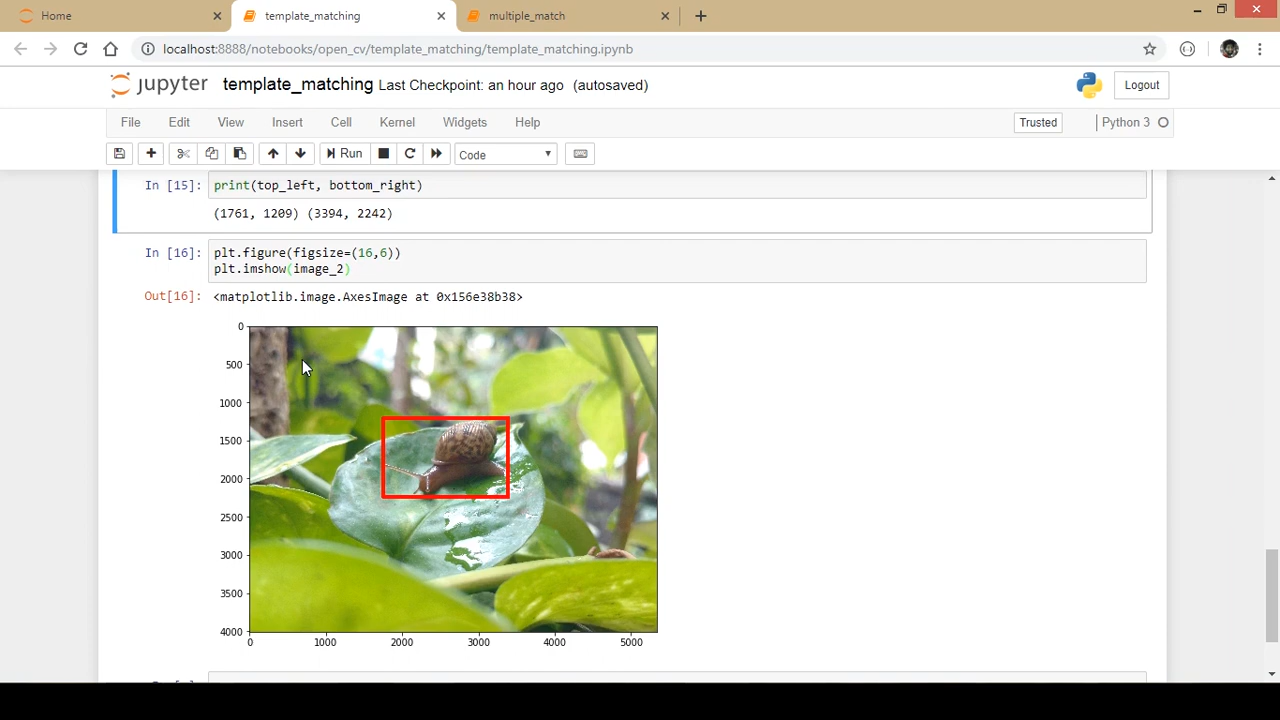 Home
template_matching
multiple_match
localhost:8888/notebooks/open_cv/template_matching/template_matching.ipynb
jupyter template_matching Last Checkpoint: an hour ago (autosaved)
Logout
File Edit View Insert Cell Kernel Widgets Help
Trusted
Python 3
Run
Code
In [15]: print(top_left, bottom_right)
(1761, 1209) (3394, 2242)
In [16]: plt.figure(figsize=(16,6))
plt.imshow(image_2)
Out[16]: <matplotlib.image.AxesImage at 0x156e38b38>
0
500
1000
1500
2000
2500
3000
3500
4000
0 1000 2000 3000 4000 5000